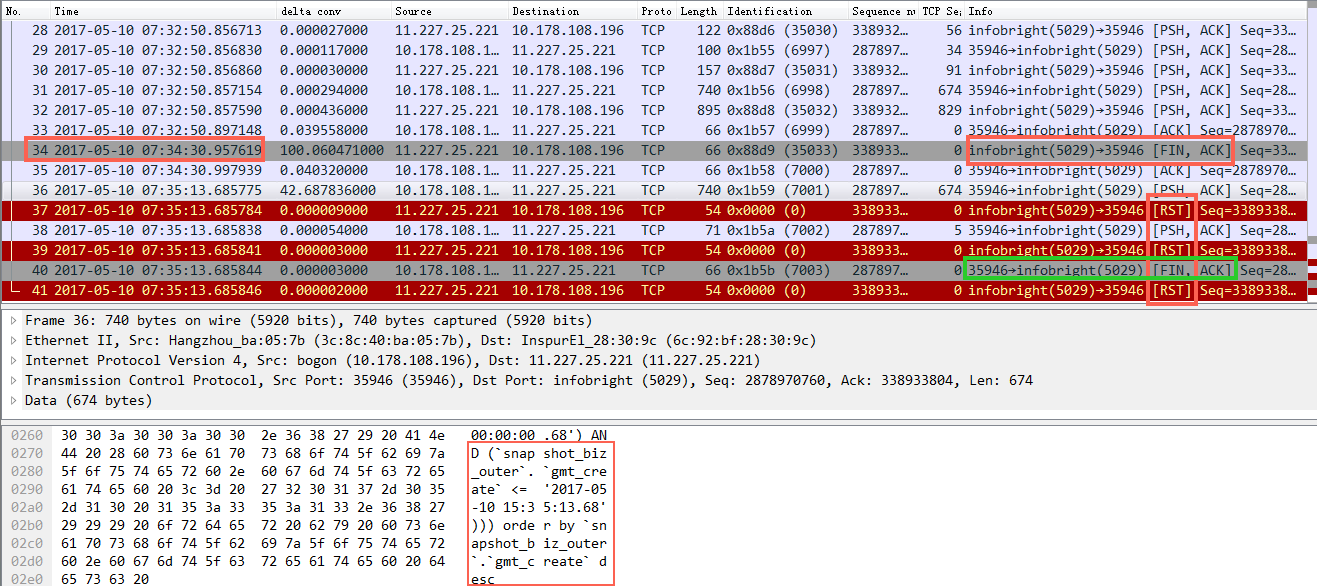 No. Time delta conv Source Destination Proto Length Identification Sequence nu TCP Se; Info
28 2017-05-10 07:32:50.856713 0.000027000 11.227.25.221 10.178.108.196 TCP 122 0x88d6 (35030) 338932… 56 infobright(5029)→35946 [PSH, ACK] Seq=33…
29 2017-05-10 07:32:50.856830 0.000117000 11.227.25.221 10.178.108.196 TCP 100 0x1b55 (6997) 287897… 34 35946→infobright(5029) [PSH, ACK] Seq=28…
30 2017-05-10 07:32:50.856860 0.000030000 11.227.25.221 10.178.108.196 TCP 157 0x88d7 (35031) 338932… 91 infobright(5029)→35946 [PSH, ACK] Seq=33…
31 2017-05-10 07:32:50.857154 0.000294000 11.227.25.221 10.178.108.196 TCP 740 0x1b56 (6998) 287897… 674 35946→infobright(5029) [PSH, ACK] Seq=28…
32 2017-05-10 07:32:50.857590 0.000436000 11.227.25.221 10.178.108.196 TCP 895 0x88d8 (35032) 338932… 829 infobright(5029)→35946 [PSH, ACK] Seq=33…
33 2017-05-10 07:32:50.897148 0.039558000 10.178.108.1… 11.227.25.221 TCP 66 0x1b57 (6999) 287897… 0 35946→infobright(5029) [ACK] Seq=2878970…
34 2017-05-10 07:34:30.957619 100.060471000 11.227.25.221 10.178.108.196 TCP 66 0x88d9 (35033) 338933… 0 infobright(5029)→35946 [FIN, ACK] Seq=33…
35 2017-05-10 07:34:30.997939 0.040320000 10.178.108.1… 11.227.25.221 TCP 66 0x1b58 (7000) 287897… 0 35946→infobright(5029) [ACK] Seq=2878970…
36 2017-05-10 07:35:13.685775 42.687836000 10.178.108.1… 11.227.25.221 TCP 740 0x1b59 (7001) 287897… 674 35946→infobright(5029) [PSH, ACK] Seq=28…
37 2017-05-10 07:35:13.685784 0.000009000 11.227.25.221 10.178.108.196 TCP 54 0x0000 (0) 338933… 0 infobright(5029)→35946 [RST] Seq=3389338…
38 2017-05-10 07:35:13.685838 0.000054000 10.178.108.1… 11.227.25.221 TCP 71 0x1b5a (7002) 287897… 5 35946→infobright(5029) [PSH, ACK] Seq=28…
39 2017-05-10 07:35:13.685841 0.000003000 11.227.25.221 10.178.108.196 TCP 54 0x0000 (0) 338933… 0 infobright(5029)→35946 [RST] Seq=3389338…
40 2017-05-10 07:35:13.685844 0.000003000 10.178.108.1… 11.227.25.221 TCP 66 0x1b5b (7003) 287897… 0 35946→infobright(5029) [FIN, ACK] Seq=28…
41 2017-05-10 07:35:13.685846 0.000002000 11.227.25.221 10.178.108.196 TCP 54 0x0000 (0) 338933… 0 infobright(5029)→35946 [RST] Seq=3389338…
Frame 36: 740 bytes on wire (5920 bits), 740 bytes captured (5920 bits)
Ethernet II, Src: Hangzhou_ba:05:7b (3c:8c:40:ba:05:7b), Dst: InspurEl_28:30:9c (6c:92:bf:28:30:9c)
Internet Protocol Version 4, Src: bogon (10.178.108.196), Dst: 11.227.25.221 (11.227.25.221)
Transmission Control Protocol, Src Port: 35946 (35946), Dst Port: infobright (5029), Seq: 2878970760, Ack: 338933804, Len: 674
Data (674 bytes)
0260 30 30 3a 30 30 3a 30 30 2e 36 38 27 29 20 41 4e 00:00:00 .68') AN
0270 44 20 28 60 73 6e 61 70 73 68 6f 74 5f 62 69 7a D (`snap shot_biz
0280 5f 6f 75 74 65 72 60 2e 60 67 6d 74 5f 63 72 65 _outer`. `gmt_cre
0290 61 74 65 60 20 3c 3d 20 27 32 30 31 37 2d 30 35 ate` <= '2017-05
02a0 2d 31 30 20 31 35 3a 33 35 3a 31 33 2e 36 38 27 -10 15:3 5:13.68'
02b0 29 29 29 20 6f 72 64 65 72 20 62 79 20 60 73 6e ))) orde r by `sn
02c0 61 70 73 68 6f 74 5f 62 69 7a 5f 6f 75 74 65 72 apshot_b iz_outer
02d0 60 2e 60 67 6d 74 5f 63 72 65 61 74 65 60 20 64 `.`gmt_c reate` d
02e0 65 73 63 20 esc